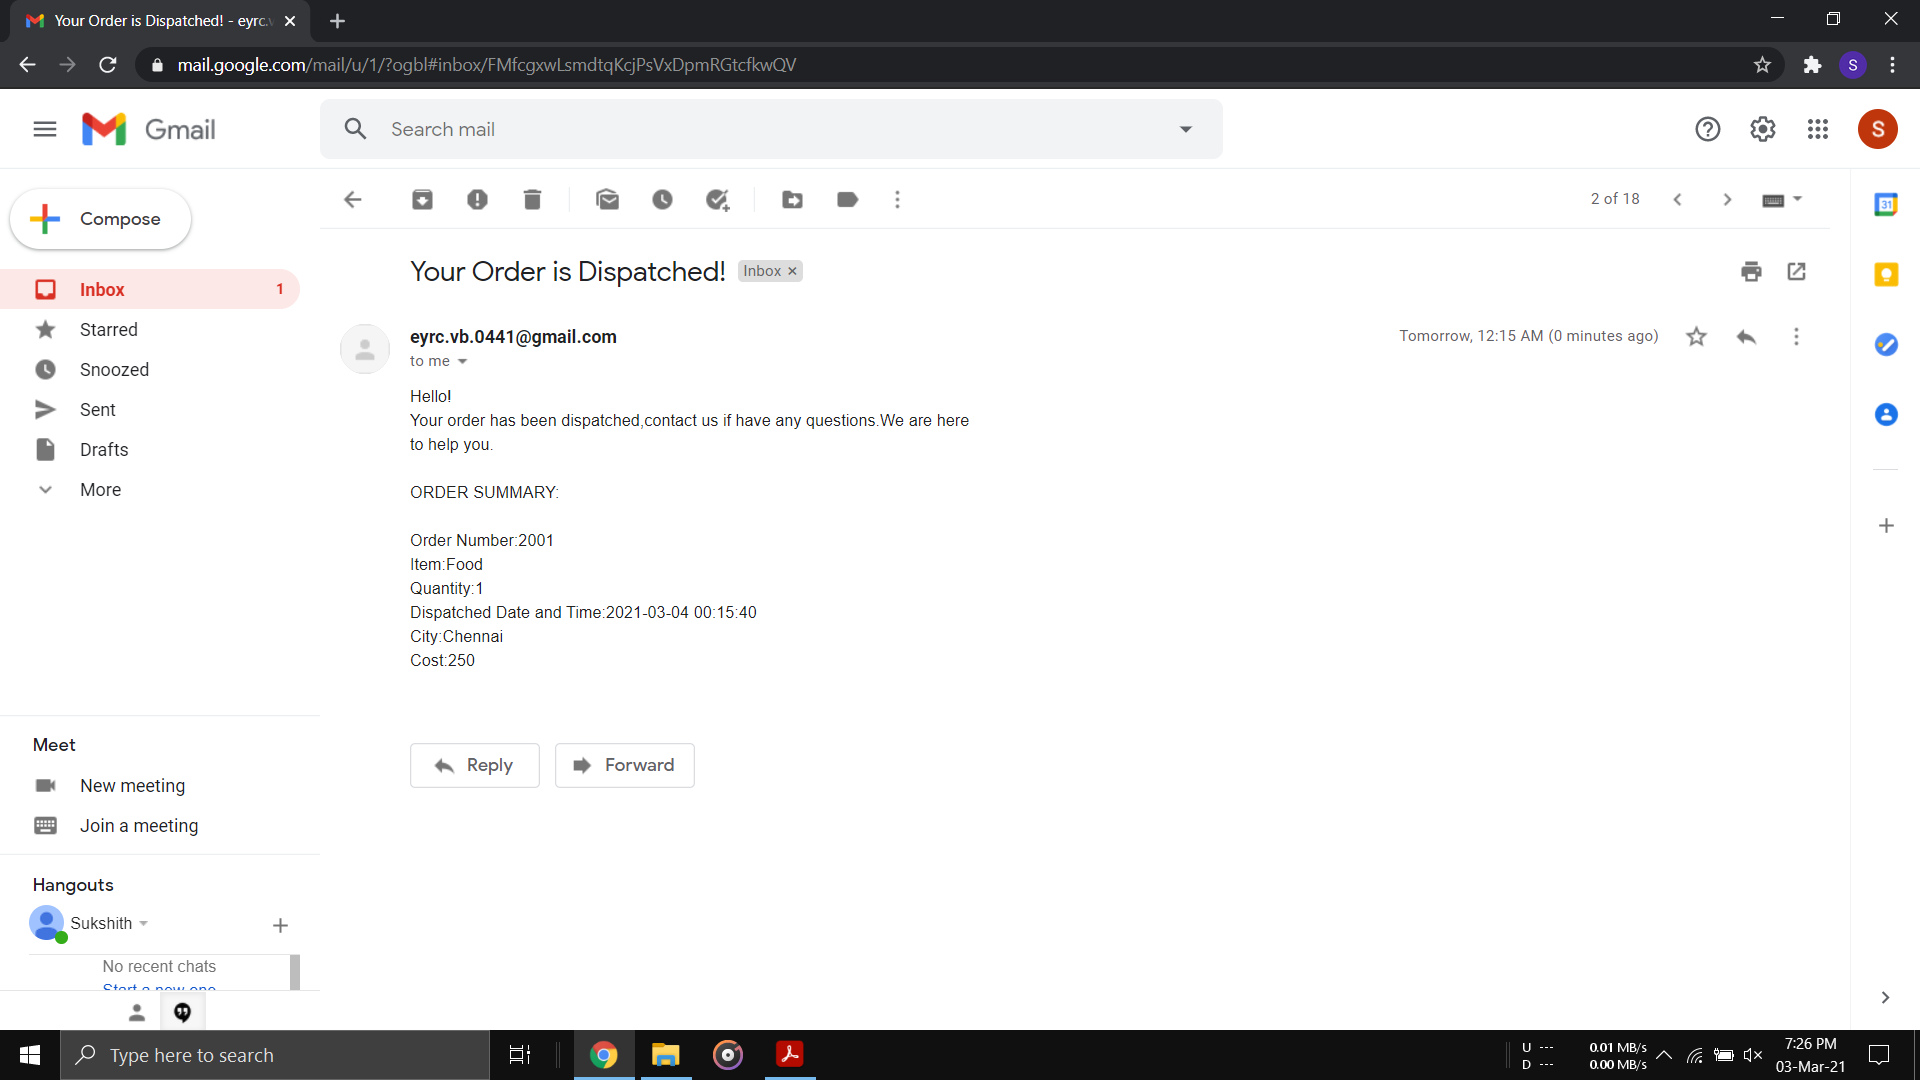 Your Order is Dispatched! - eyrc.v
mail.google.com/mail/u/1/?ogbl#inbox/FMfcgxwLsmdtqKcjPsVxDpmRGtcfkwQV
S
Gmail
Search mail
S
Compose
2 of 18
31
Your Order is Dispatched!
Inbox ×
Inbox 1
Starred
Snoozed
Sent
Drafts
More
eyrc.vb.0441@gmail.com
Tomorrow, 12:15 AM (0 minutes ago)
to me
Hello!
Your order has been dispatched,contact us if have any questions.We are here
to help you.
ORDER SUMMARY:
Order Number:2001
Item:Food
Quantity:1
Dispatched Date and Time:2021-03-04 00:15:40
City:Chennai
Cost:250
Reply
Forward
Meet
New meeting
Join a meeting
Hangouts
Sukshith
No recent chats
Start a new one
Type here to search
U --- 0.01 MB/s
D --- 0.00 MB/s
7:26 PM
03-Mar-21